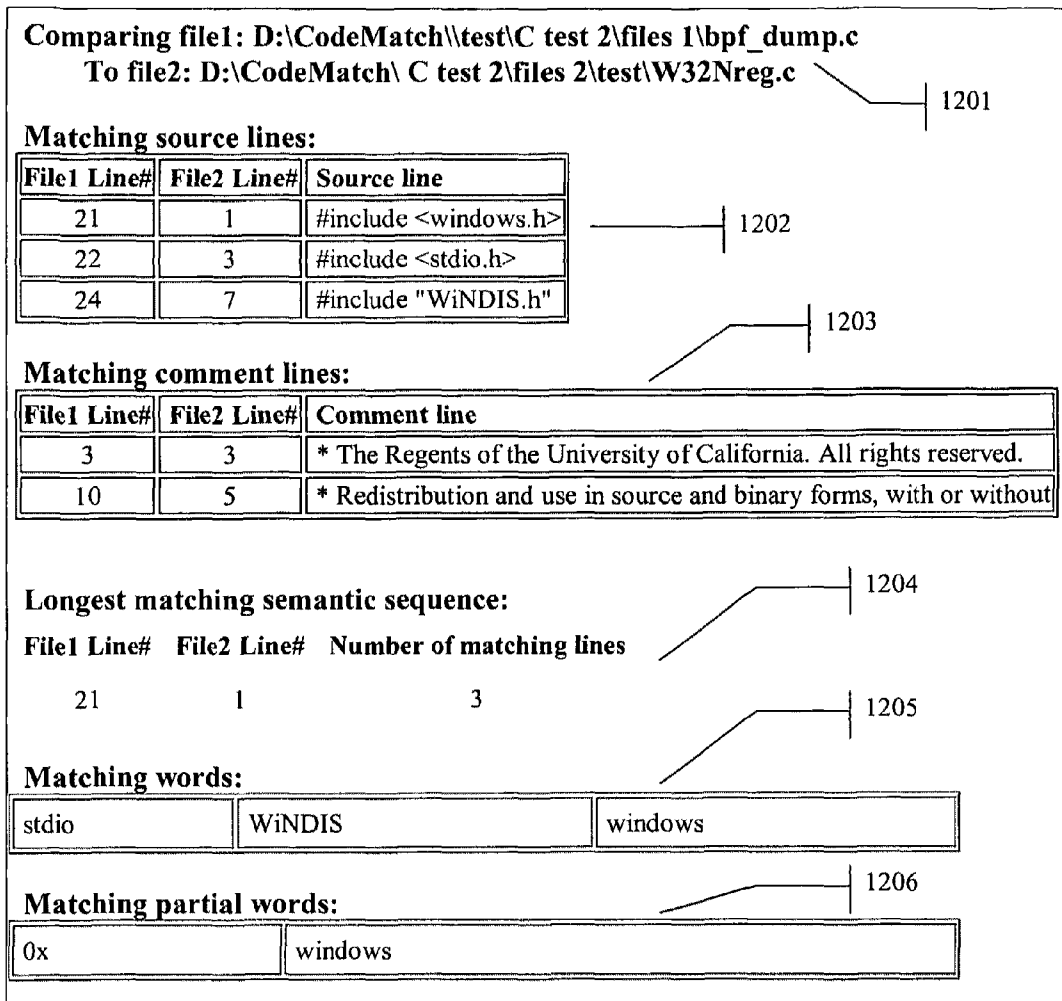 Comparing file1: D:\CodeMatch\\test\C test 2\files 1\bpf_dump.c
To file2: D:\CodeMatch\ C test 2\files 2\test\W32Nreg.c
1201
Matching source lines:
File1 Line# File2 Line# Source line
21 1 #include <windows.h>
1202
22 3 #include <stdio.h>
24 7 #include "WiNDIS.h"
1203
Matching comment lines:
File1 Line# File2 Line# Comment line
3 3 * The Regents of the University of California. All rights reserved.
10 5 * Redistribution and use in source and binary forms, with or without
1204
Longest matching semantic sequence:
File1 Line# File2 Line# Number of matching lines
21 1 3
1205
Matching words:
stdio WiNDIS windows
1206
Matching partial words:
0x windows